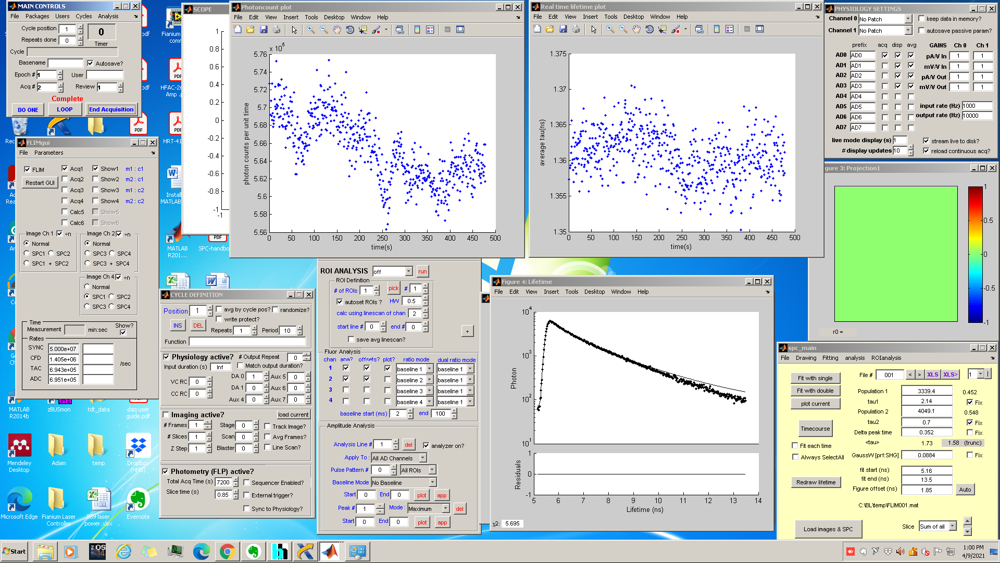 MAIN CONTROLS
File Packages Users Cycles Analysis
Cycle position 1
Repeats done 0
0
Timer
Cycle
Basename Autosave?
Epoch # 1 User
Acq # 2 Review 1
Complete
DO ONE LOOP End Acquisition
SCOPE
1
0.8
0.6
0.4
0.2
0
-0.2
-0.4
-0.6
-0.8
-1
-1
Photoncount plot
File Edit View Insert Tools Desktop Window Help
x 10^5
5.76
5.74
5.72
5.7
5.68
5.66
5.64
5.62
5.6
5.58
5.56
photon counts per unit time
0 50 100 150 200 250 300 350 400 450 500
time(s)
Real time lifetime plot
File Edit View Insert Tools Desktop Window Help
1.375
1.37
1.365
1.36
1.355
1.35
average tau(ns)
0 50 100 150 200 250 300 350 400 450 500
time(s)
PHYSIOLOGY SETTINGS
Channel 0 No Patch keep data in memory?
Channel 1 No Patch autosave passive param?
prefix acq disp avg GAINS Ch 0 Ch 1
AD0 AD0 pA/V In 1 1
AD1 AD1 mV/V In 1 1
AD2 AD2 pA/V Out 1 1
AD3 AD3 mV/V Out 1 1
AD4 AD4
AD5 AD5 input rate (Hz) 1000
AD6 AD6 output rate (Hz) 10000
AD7 AD7
live mode display (s) 1 stream live to disk?
# display updates 10 reload continuous acq?
gure 3: Projection1
1
0.5
0
-0.5
-1
r0 =
FLIMgui
File Parameters
FLIM Acq1 Show1 m1 : c1
Restart GUI Acq2 Show2 m2 : c1
Acq3 Show3 m1 : c2
Acq4 Show4 m2 : c2
Calc5 Show5
Calc6 Show6
Image Ch 1 ÷n Image Ch 2 ÷n
Normal Normal
SPC1 SPC2 SPC3 SPC4
SPC1 + SPC2 SPC3 + SPC4
Image Ch 4 ÷n
Normal
SPC1 SPC2
SPC3 SPC4
Time
Measurement min:sec Show?
Rates
SYNC 5.000e+07
CFD 1.405e+06
TAC 6.943e+05
ADC 6.951e+05
/sec
CYCLE DEFINITION
Position 1 avg by cycle pos? randomize?
write protect?
INS DEL Repeats 1 Period 10
Function
Physiology active? # Output Repeat 0
Input duration (s) Inf Match output duration?
VC RC 0 DA 0 1 Aux 5 0
CC RC 0 DA 1 0 Aux 6 0
Aux 4 0 Aux 7 0
Imaging active? load current
# Frames 1 Stage 0 Track Image?
# Slices 1 Scan 0 Avg Frames?
Z Step 1 Blaster 0 Line Scan?
Photometry (FLP) active?
Total Acq Time (s) 7200 Sequencer Enabled?
Slice time (s) 0.85 External trigger?
Sync to Physiology?
ROI ANALYSIS off run
ROI Definition
# of ROIs 1 pick # 1
autoset ROIs ? HW 0.5
calc using linescan of chan 2
start line # 0 end # 0
save avg linescan?
+
Fluor Analysis
chan ana? offsets? plot? ratio mode dual ratio mode
1 baseline 1 baseline 1
2 baseline 2 baseline 1
3 baseline 3 baseline 1
4 baseline 4 baseline 1
baseline start (ms) 2 end 100
Amplitude Analysis
Analysis Line # 1 del analyzer on?
Apply To : All AD Channels
Pulse Pattern # 0 All ROIs
Baseline Mode No Baseline
Start 0 End 0 plot app
Peak # 1 Mode : Maximum del
Start 0 End 0 plot app
Figure 4: Lifetime
File Edit View Insert Tools Desktop Window Help
10^4
10^3
10^2
10^1
Photon
1
0
-1
Residuals
5 6 7 8 9 10 11 12 13 14
Lifetime (ns)
χ2: 5.695
spc_main
File Drawing Fitting analysis ROIanalysis
Fit with single File # 001 < > XLS XLS> 1
Fit with double Population 1 3339.4 0.452
plot current tau1 2.14 Fix
Population 2 4049.1 0.548
Timecourse tau2 0.7 Fix
Delta peak time 0.352 Fix
Fit each time <tau> 1.73 1.58 (trunc)
Always SelectAll GaussW [prf:SHG] 0.0884 Fix
fit start (ns) 5.16
Redraw lifetime fit end (ns) 13.5
Figure offset (ns) 1.85 Auto
C:\BL\temp\FLIM001.mat
Load images & SPC Slice Sum of all
MATLAB R2014b
zBUSmon
tdt_data
daq user guide.pdf
Mendeley Desktop
Adam
temp
Dropbox (HMS)
Microsoft Edge
Fianium Laser Controller
power.xlsx
Evernote
MATLAB R201...
SPC-handbo
HRT-41
Start
1:00 PM
4/9/2021